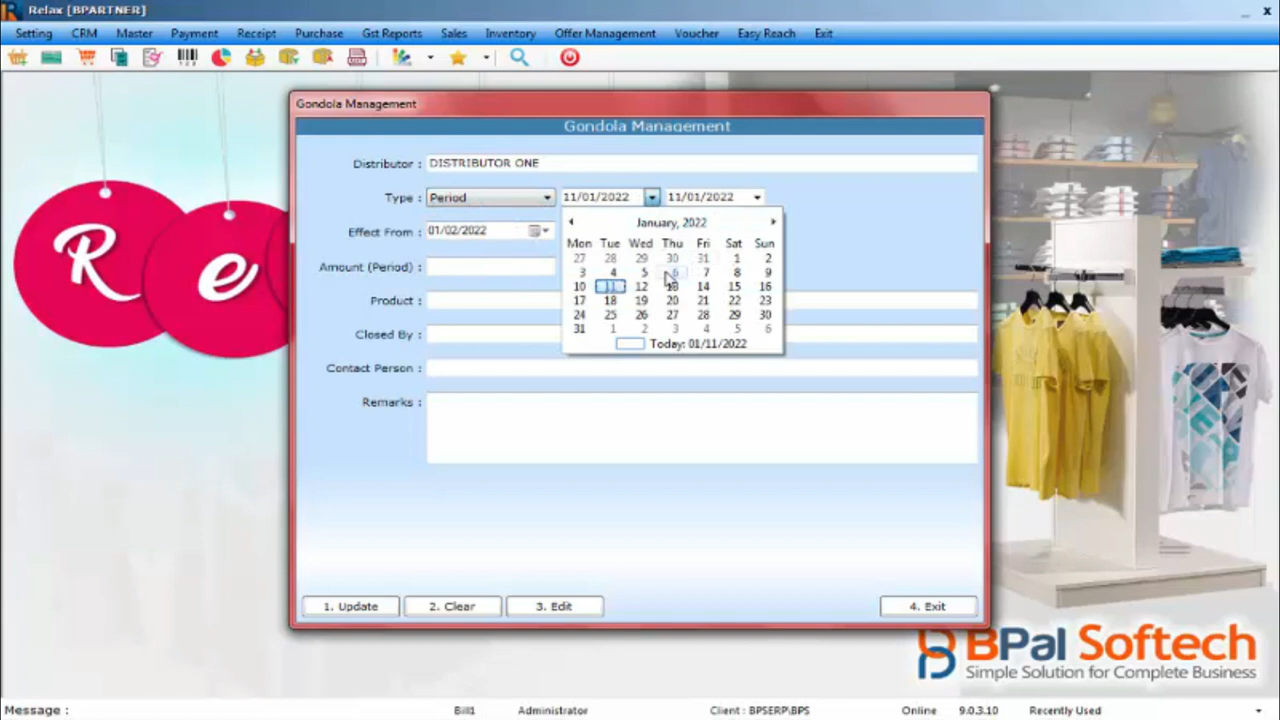 Relax [BPARTNER]
Setting CRM Master Payment Receipt Purchase Gst Reports Sales Inventory Offer Management Voucher Easy Reach Exit
Re
Gondola Management
Gondola Management
Distributor : DISTRIBUTOR ONE
Type : Period 11/01/2022 11/01/2022
Effect From : 01/02/2022
Amount (Period) :
Product :
Closed By :
Contact Person :
Remarks :
January, 2022
Mon Tue Wed Thu Fri Sat Sun
27 28 29 30 31 1 2
3 4 5 6 7 8 9
10 11 12 13 14 15 16
17 18 19 20 21 22 23
24 25 26 27 28 29 30
31 1 2 3 4 5 6
Today: 01/11/2022
1. Update 2. Clear 3. Edit 4. Exit
BPal Softech
Simple Solution for Complete Business
Message : Bill1 Administrator Client : BPSERP\BPS Online 9.0.3.10 Recently Used